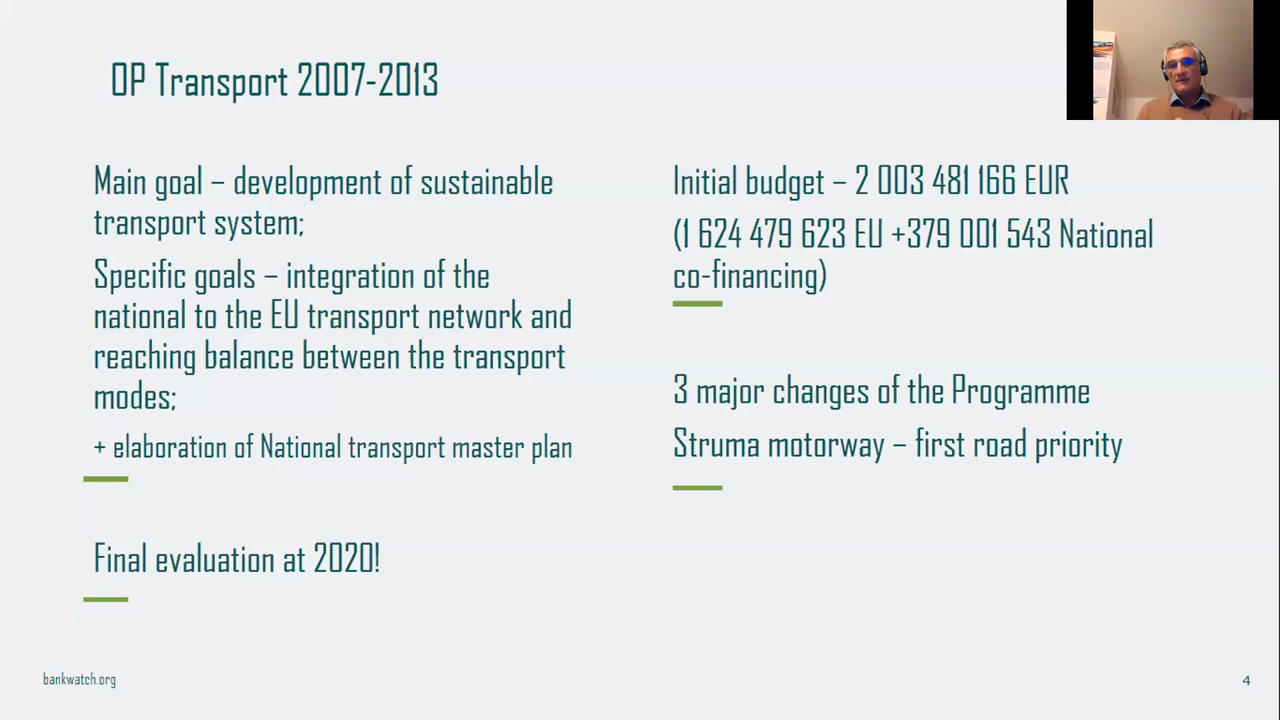 OP Transport 2007-2013
Main goal – development of sustainable
transport system;
Specific goals – integration of the
national to the EU transport network and
reaching balance between the transport
modes;
+ elaboration of National transport master plan
Final evaluation at 2020!
Initial budget – 2 003 481 166 EUR
(1 624 479 623 EU +379 001 543 National
co-financing)
3 major changes of the Programme
Struma motorway – first road priority
bankwatch.org
4